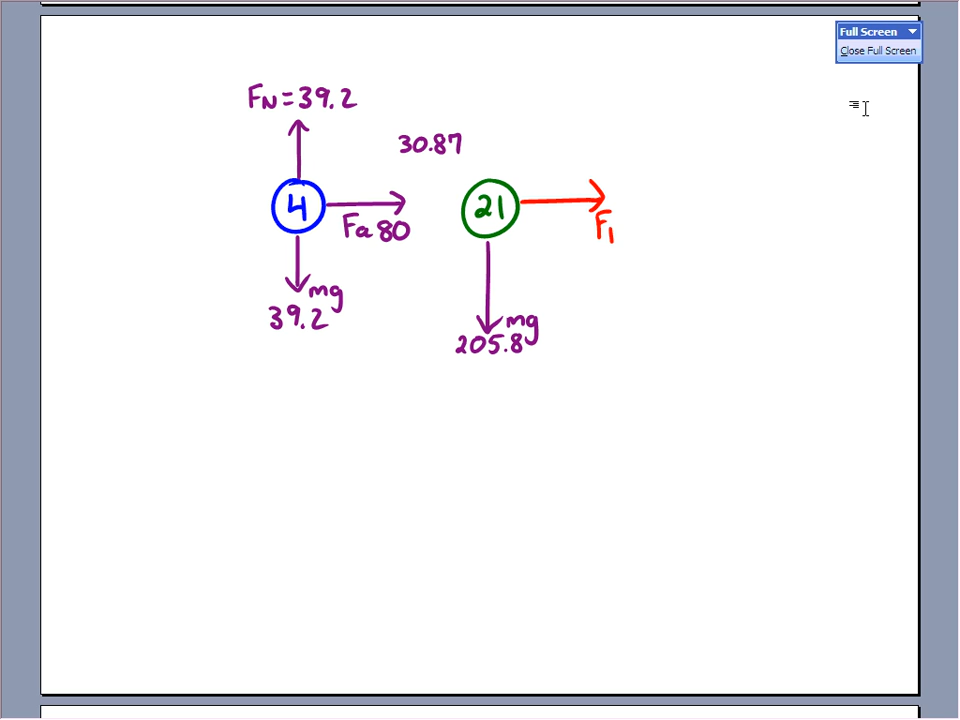 Full Screen
Close Full Screen
FN=39.2
30.87
4
21
Fa 80
F1
mg
39.2
mg
205.8